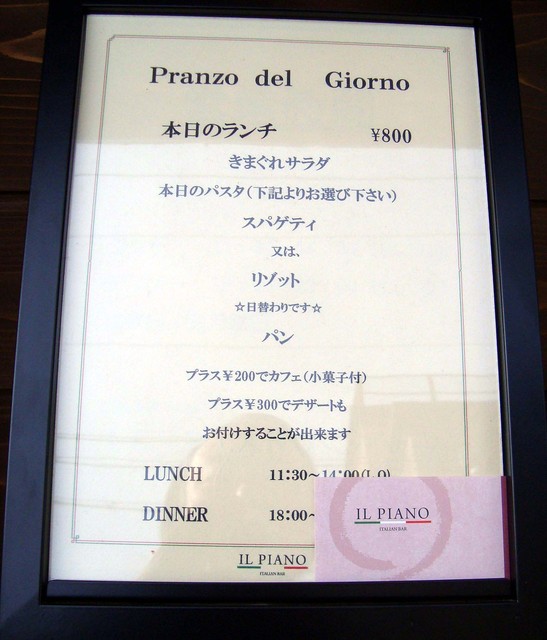 Pranzo del Giorno
本日のランチ ¥800
きまぐれサラダ
本日のパスタ(下記よりお選び下さい)
スパゲティ
又は、
リゾット
☆日替わりです☆
パン
プラス¥200でカフェ(小菓子付)
プラス¥300でデザートも
お付けすることが出来ます
LUNCH 11:30～14:00(L.O)
DINNER 18:00～
IL PIANO
ITALIAN BAR
IL PIANO
ITALIAN BAR